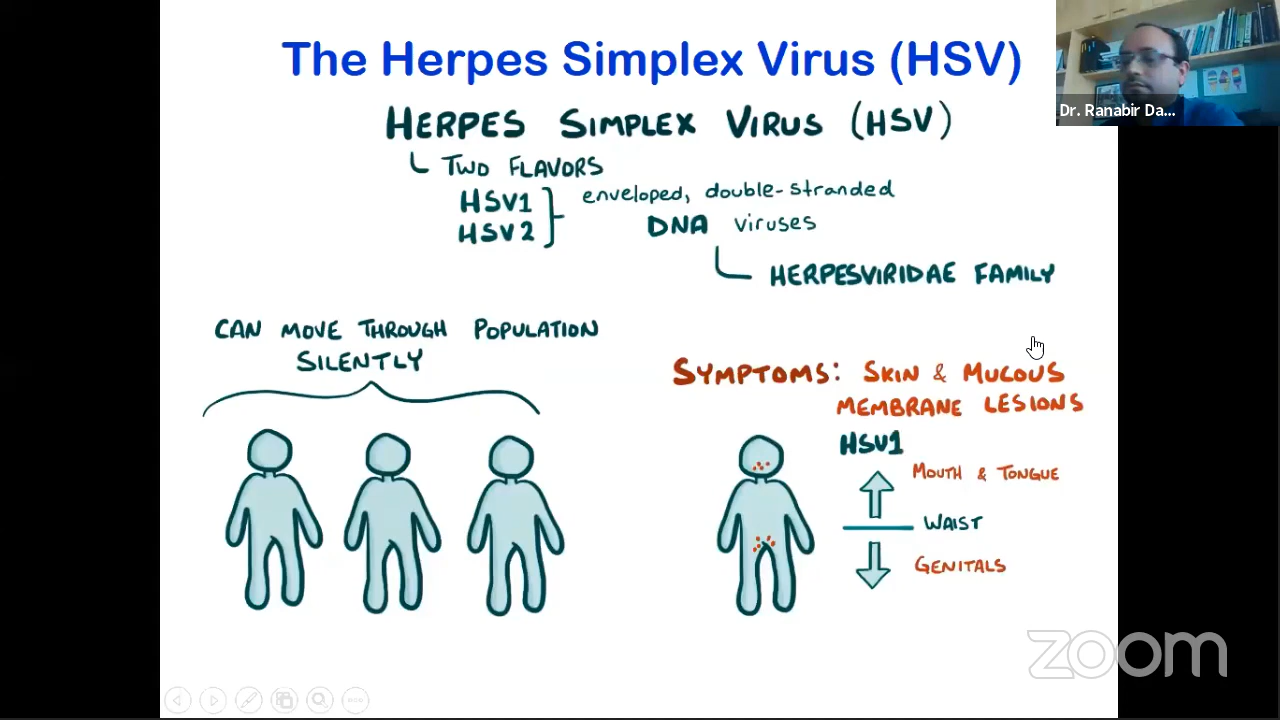 The Herpes Simplex Virus (HSV)
Dr. Ranabir Da...
HERPES SIMPLEX VIRUS (HSV)
TWO FLAVORS
HSV1
HSV2
enveloped, double-stranded
DNA viruses
HERPESVIRIDAE FAMILY
CAN MOVE THROUGH POPULATION
SILENTLY
SYMPTOMS: SKIN & MUCOUS
MEMBRANE LESIONS
HSV1
MOUTH & TONGUE
WAIST
GENITALS
zoom